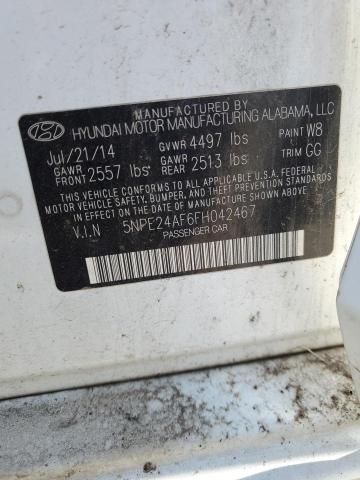 MANUFACTURED BY
HYUNDAI MOTOR MANUFACTURING ALABAMA, LLC
Jul/21/14 GVWR 4497 lbs PAINT W8
GAWR FRONT 2557 lbs GAWR REAR 2513 lbs TRIM GG
THIS VEHICLE CONFORMS TO ALL APPLICABLE U.S.A. FEDERAL
MOTOR VEHICLE SAFETY, BUMPER, AND THEFT PREVENTION
STANDARDS IN EFFECT ON THE DATE OF MANUFACTURE SHOWN ABOVE.
V.I.N 5NPE24AF6FH042467
PASSENGER CAR